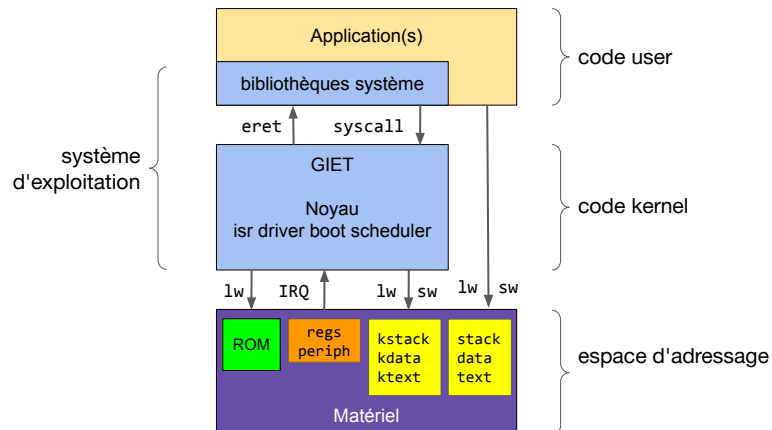 Application(s)
code user
bibliothèques système
eret
syscall
système
d'exploitation
GIET
Noyau
isr driver boot scheduler
code kernel
lw
IRQ
lw sw
lw sw
ROM
regs
periph
kstack
kdata
ktext
stack
data
text
espace d'adressage
Matériel